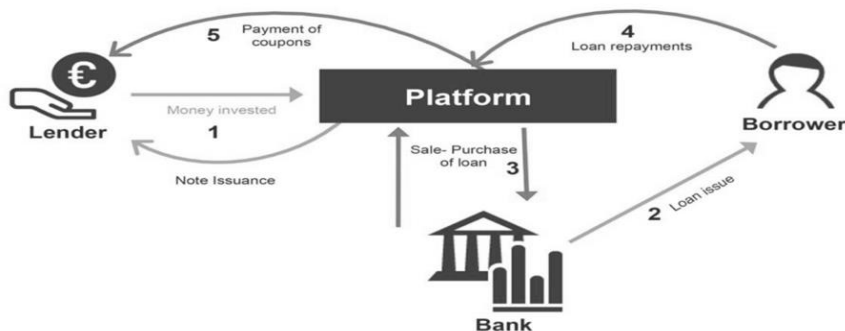 5 Payment of
coupons
4
Loan repayments
€
Platform
Money invested
Lender
1
Borrower
Sale- Purchase
of loan
3
Note Issuance
2 Loan issue
Bank